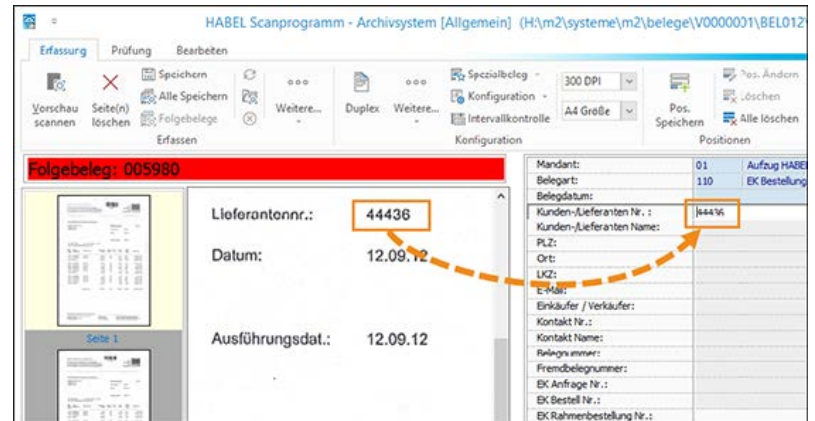 HABEL Scanprogramm - Archivsystem [Allgemein] (H:\m2\systeme\m2\belege\V0000001\BEL012\
Erfassung Prüfung Bearbeiten
Vorschau scannen
Seite(n) löschen
Speichern
Alle Speichern
Folgebelege
Weitere...
Erfassen
Duplex
Weitere...
Spezialbeleg
Konfiguration
Intervallkontrolle
300 DPI
A4 Größe
Konfiguration
Pos. Speichern
Pos. Ändern
Löschen
Alle löschen
Positionen
Folgebeleg: 005980
Seite 1
Lieferantennr.: 44436
Datum: 12.09.12
Ausführungsdat.: 12.09.12
Mandant: 01 Aufzug HABEL
Belegart: 110 EK Bestellung
Belegdatum:
Kunden-/Lieferanten Nr. : 44436
Kunden-/Lieferanten Name:
PLZ:
Ort:
LKZ:
E-Mail:
Einkäufer / Verkäufer:
Kontakt Nr.:
Kontakt Name:
Belegnummer:
Fremdbelegnummer:
EK Anfrage Nr.:
EK Bestell Nr.:
EK Rahmenbestellung Nr.: